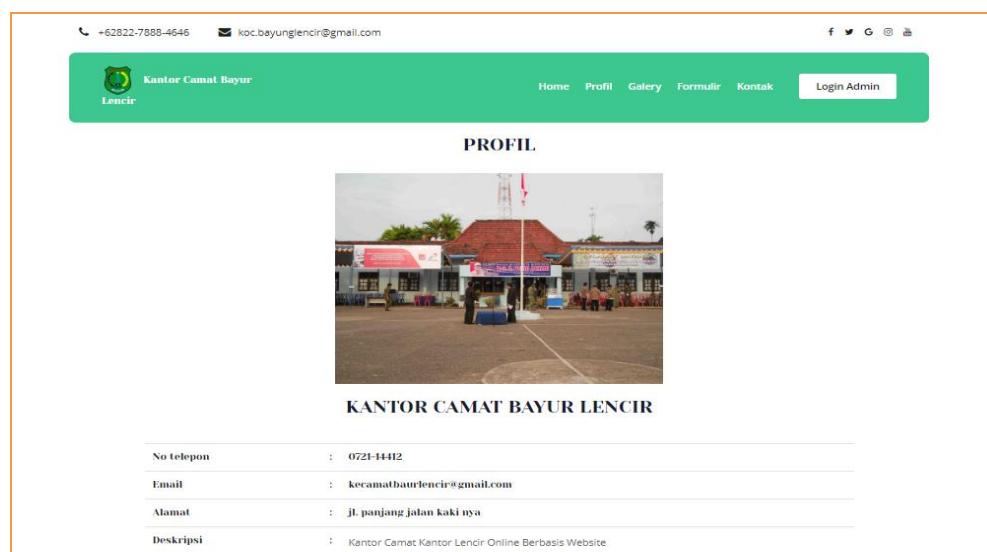 +62822-7888-4646 koc.bayunglencir@gmail.com
Kantor Camat Bayur
Lencir
Home Profil Galery Formulir Kontak Login Admin
PROFIL
KANTOR CAMAT BAYUR LENCIR
No telepon : 0721-14412
Email : kecamatbaurlencir@gmail.com
Alamat : jl. panjang jalan kaki nya
Deskripsi : Kantor Camat Kantor Lencir Online Berbasis Website